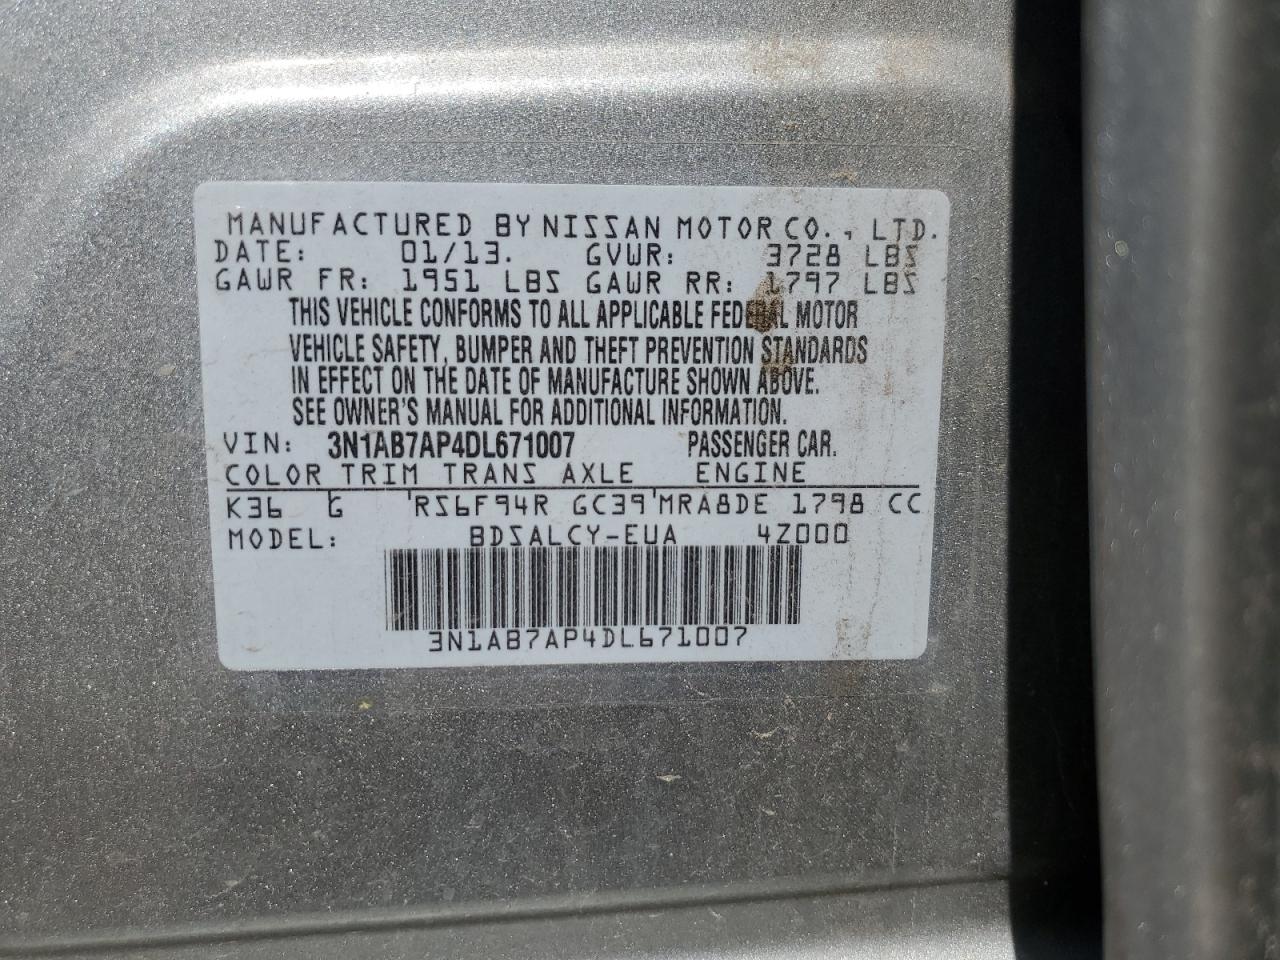 MANUFACTURED BY NISSAN MOTOR CO., LTD.
DATE: 01/13. GVWR: 3728 LBS
GAWR FR: 1951 LBS GAWR RR: 1797 LBS
THIS VEHICLE CONFORMS TO ALL APPLICABLE FEDERAL MOTOR
VEHICLE SAFETY, BUMPER AND THEFT PREVENTION STANDARDS
IN EFFECT ON THE DATE OF MANUFACTURE SHOWN ABOVE.
SEE OWNER'S MANUAL FOR ADDITIONAL INFORMATION.
VIN: 3N1AB7AP4DL671007 PASSENGER CAR.
COLOR TRIM TRANS AXLE ENGINE
K36 G RS6F94R GC39 MRA8DE 1798 CC
MODEL: BDSALCY-EUA 4Z000
3N1AB7AP4DL671007